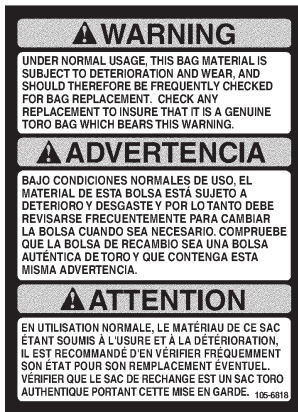 WARNING
UNDER NORMAL USAGE, THIS BAG MATERIAL IS
SUBJECT TO DETERIORATION AND WEAR, AND
SHOULD THEREFORE BE FREQUENTLY CHECKED
FOR BAG REPLACEMENT. CHECK ANY
REPLACEMENT TO INSURE THAT IT IS A GENUINE
TORO BAG WHICH BEARS THIS WARNING.
ADVERTENCIA
BAJO CONDICIONES NORMALES DE USO, EL
MATERIAL DE ESTA BOLSA ESTÁ SUJETO A
DETERIORO Y DESGASTE Y POR LO TANTO DEBE
REVISARSE FRECUENTEMENTE PARA CAMBIAR
LA BOLSA CUANDO SEA NECESARIO. COMPRUEBE
QUE LA BOLSA DE RECAMBIO SEA UNA BOLSA
AUTÉNTICA DE TORO Y QUE CONTENGA ESTA
MISMA ADVERTENCIA.
ATTENTION
EN UTILISATION NORMALE, LE MATÉRIAU DE CE SAC
ÉTANT SOUMIS À L'USURE ET À LA DÉTÉRIORATION,
IL EST RECOMMANDÉ D'EN VÉRIFIER FRÉQUEMMENT
SON ÉTAT POUR SON REMPLACEMENT ÉVENTUEL.
VÉRIFIER QUE LE SAC DE RECHANGE EST UN SAC TORO
AUTHENTIQUE PORTANT CETTE MISE EN GARDE. 105-6818